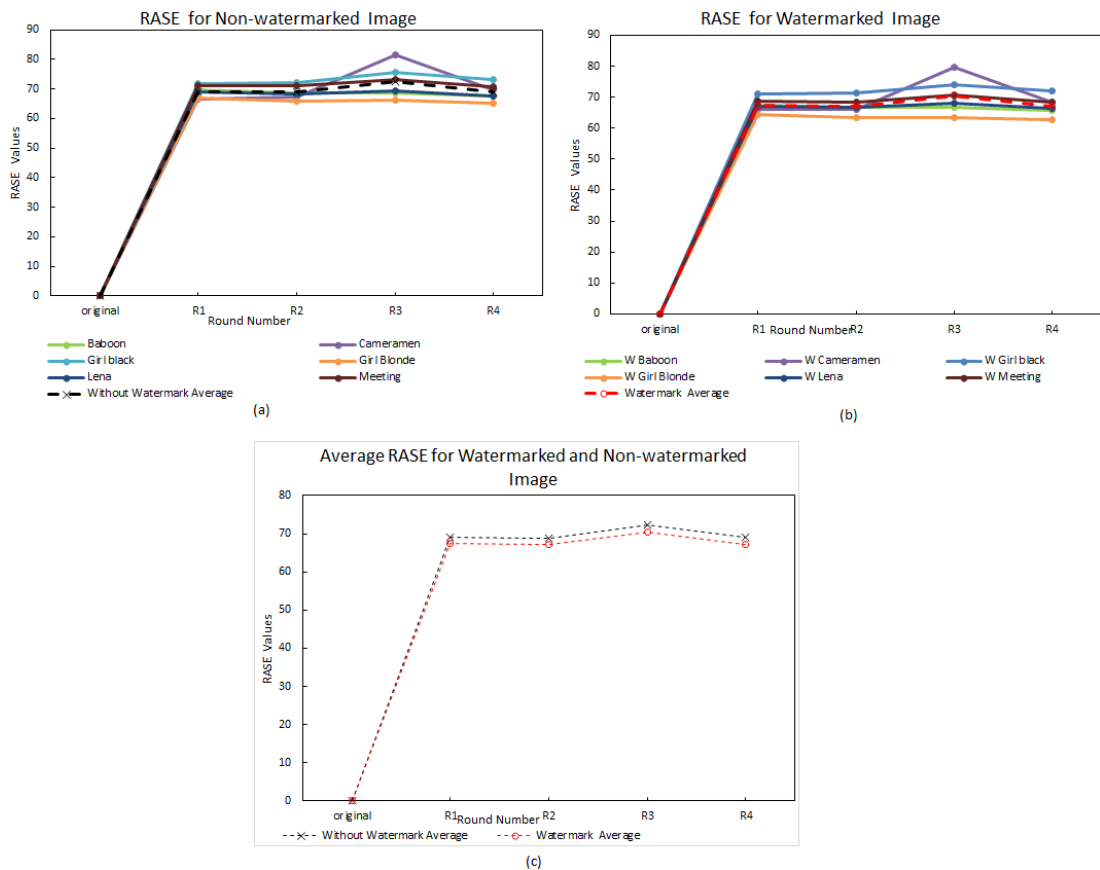 RASE for Non-watermarked Image
90
80
70
60
50
40
30
20
10
0
RASE Values
original R1 R2 R3 R4
Round Number
Baboon Cameramen
Girl black Girl Blonde
Lena Meeting
Without Watermark Average
(a)
RASE for Watermarked Image
90
80
70
60
50
40
30
20
10
0
RASE Values
original R1 R2 R3 R4
Round Number
W Baboon W Cameramen W Girl black
W Girl Blonde W Lena W Meeting
Watermark Average
(b)
Average RASE for Watermarked and Non-watermarked
Image
80
70
60
50
40
30
20
10
0
RASE Values
original R1 R2 R3 R4
Round Number
Without Watermark Average Watermark Average
(c)